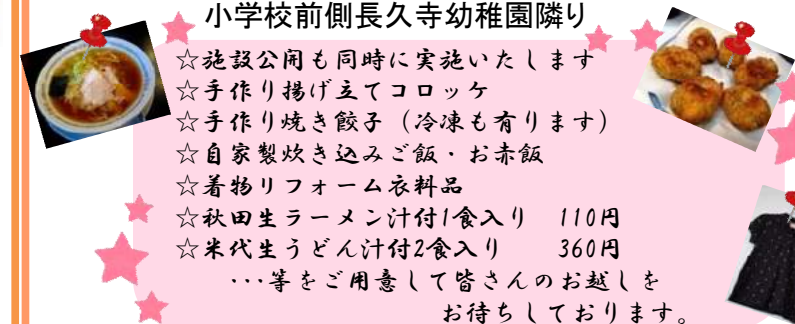 小学校前側長久寺幼稚園隣り
☆施設公開も同時に実施いたします
☆手作り揚げ立てコロッケ
☆手作り焼き餃子（冷凍も有ります）
☆自家製炊き込みご飯・お赤飯
☆着物リフォーム衣料品
☆秋田生ラーメン汁付1食入り　110円
☆米代生うどん汁付2食入り　360円
・・・等をご用意して皆さんのお越しを
お待ちしております。